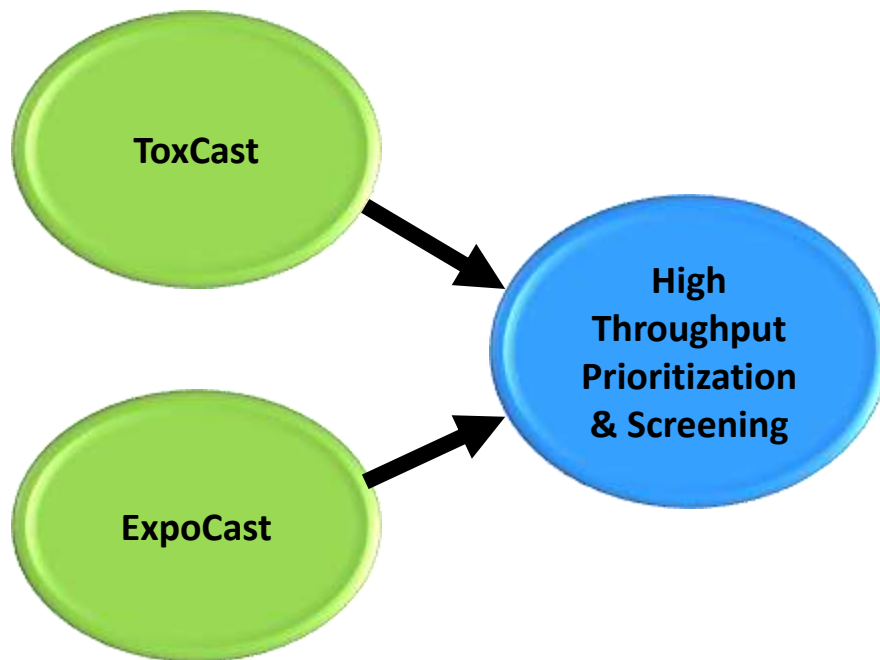 ToxCast
High
Throughput
Prioritization
& Screening
ExpoCast